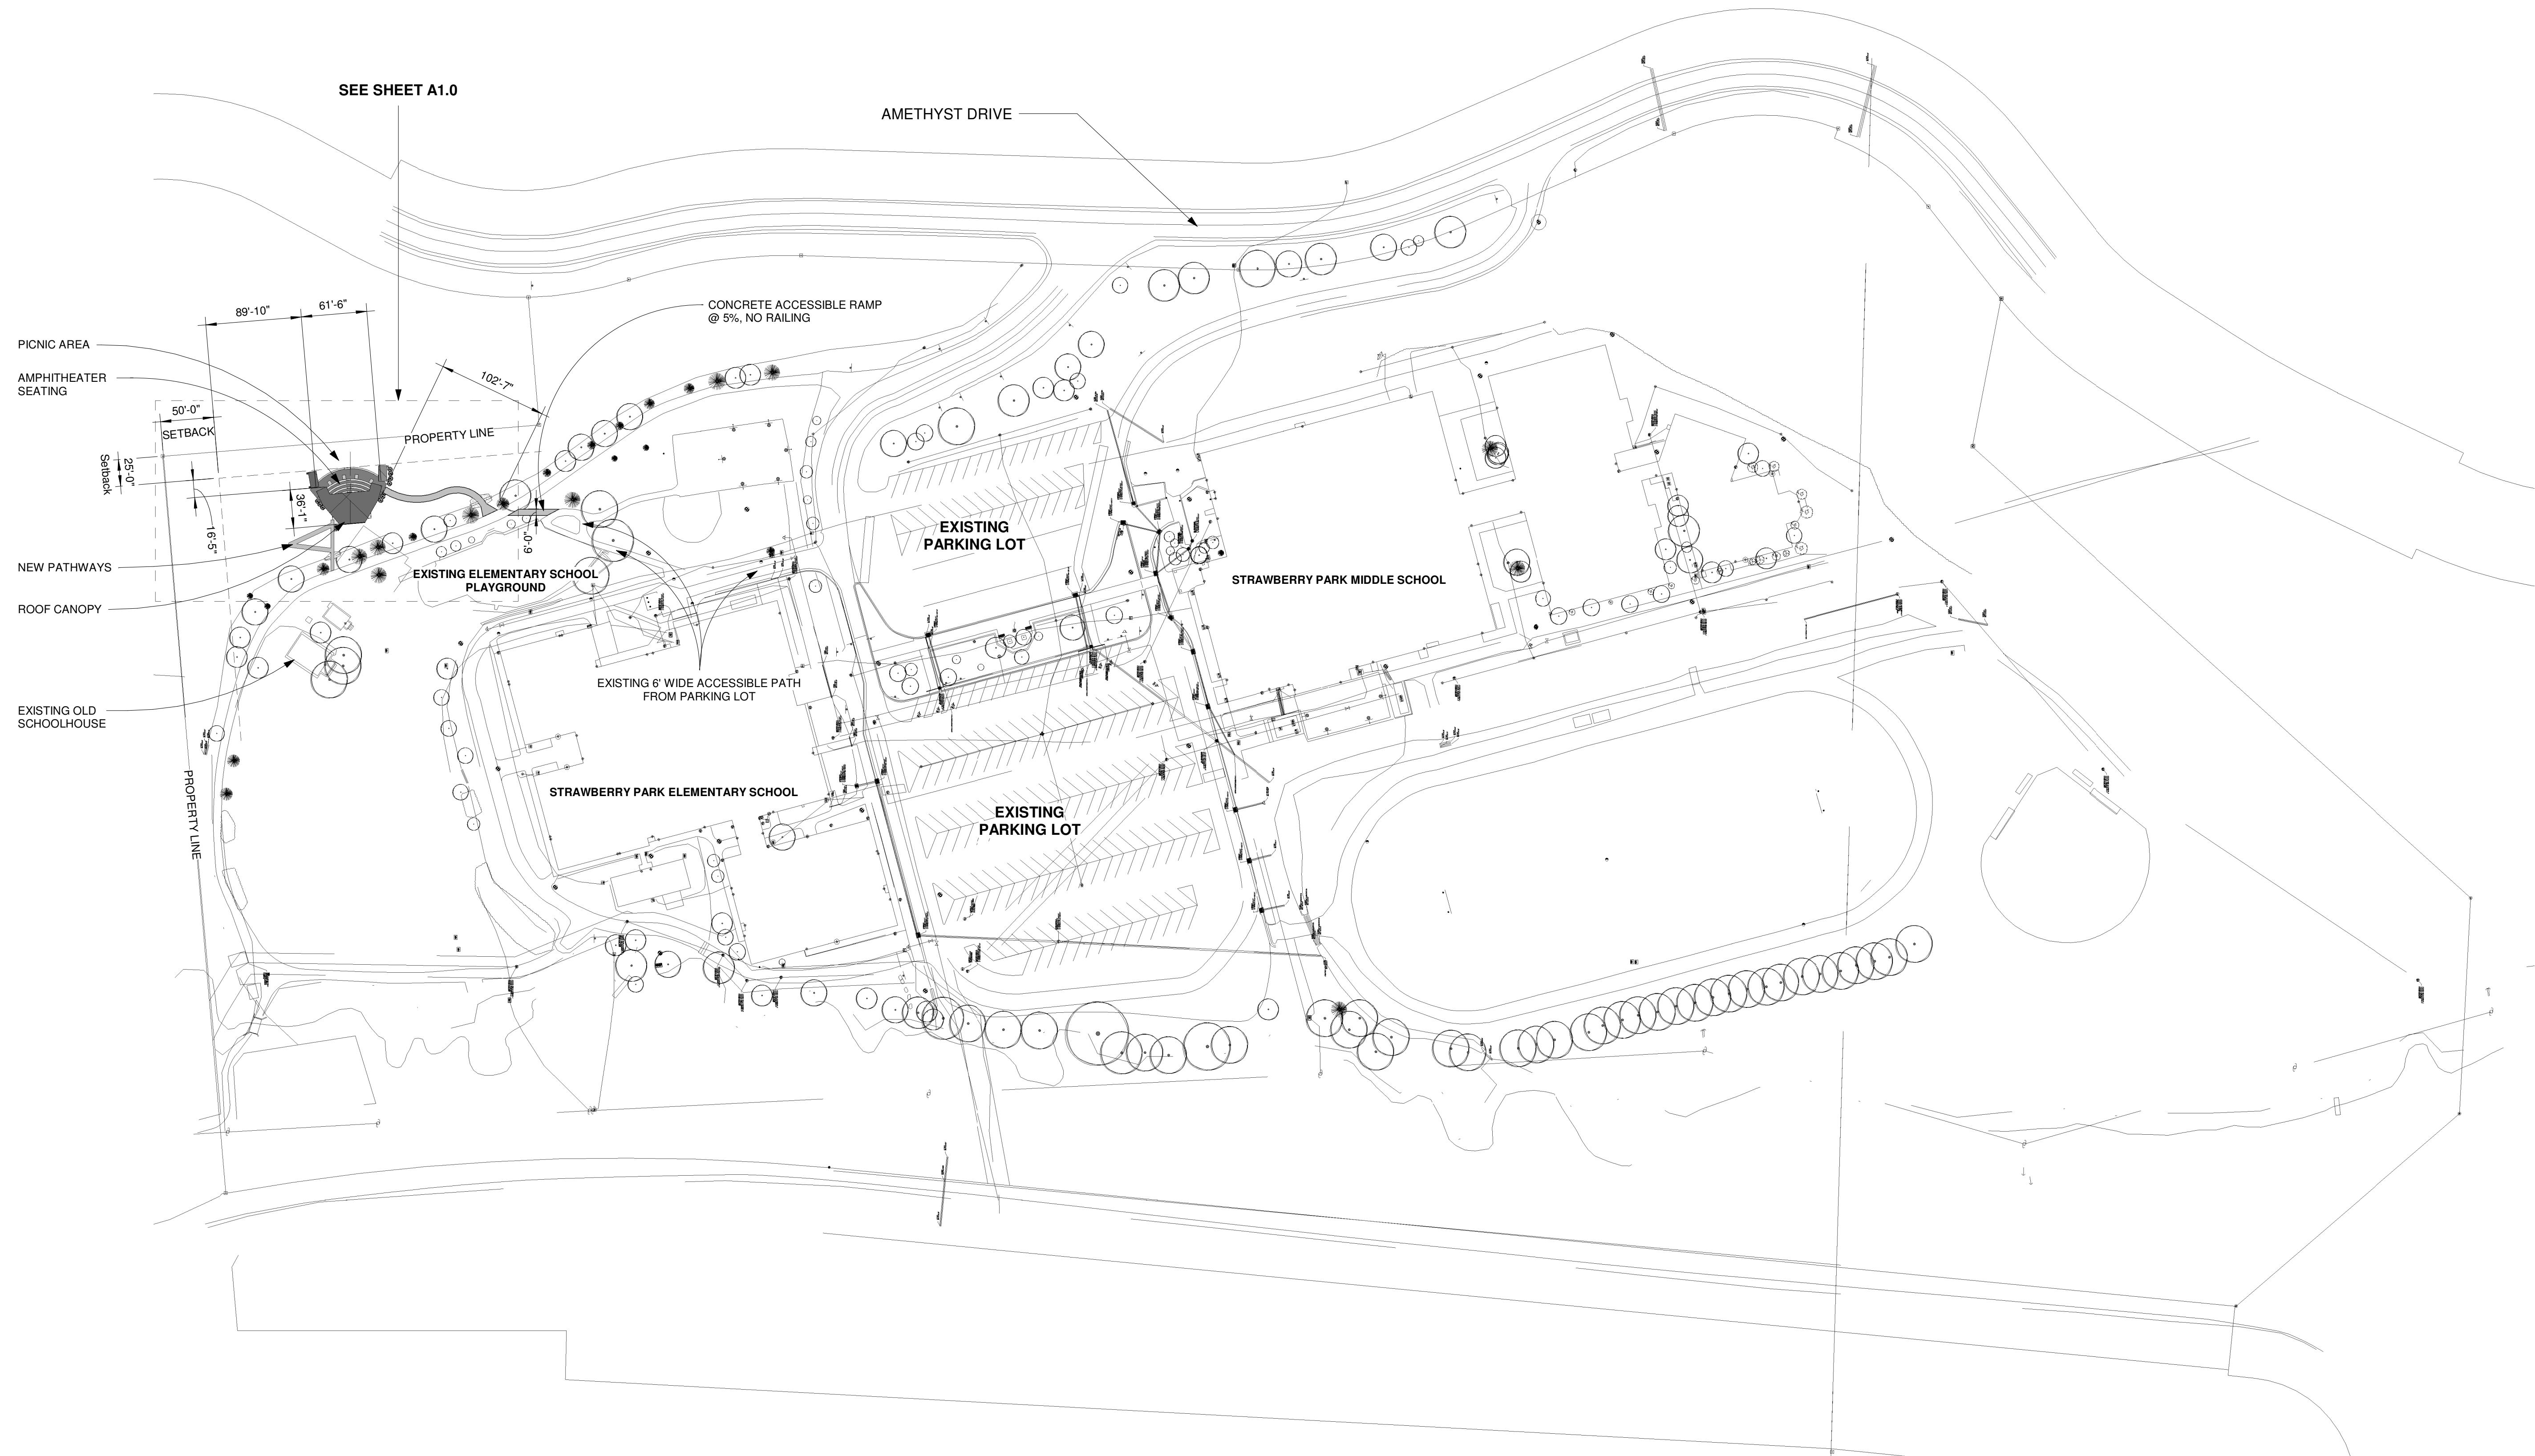 SEE SHEET A1.0
AMETHYST DRIVE
CONCRETE ACCESSIBLE RAMP
@ 5%, NO RAILING
89'-10"
61'-6"
PICNIC AREA
AMPHITHEATER
SEATING
102'-7"
50'-0"
SETBACK
PROPERTY LINE
25'-0"
Setback
36'-1"
16'-5"
6'-0"
NEW PATHWAYS
ROOF CANOPY
EXISTING ELEMENTARY SCHOOL
PLAYGROUND
EXISTING
PARKING LOT
STRAWBERRY PARK MIDDLE SCHOOL
EXISTING 6' WIDE ACCESSIBLE PATH
FROM PARKING LOT
EXISTING OLD
SCHOOLHOUSE
PROPERTY LINE
STRAWBERRY PARK ELEMENTARY SCHOOL
EXISTING
PARKING LOT